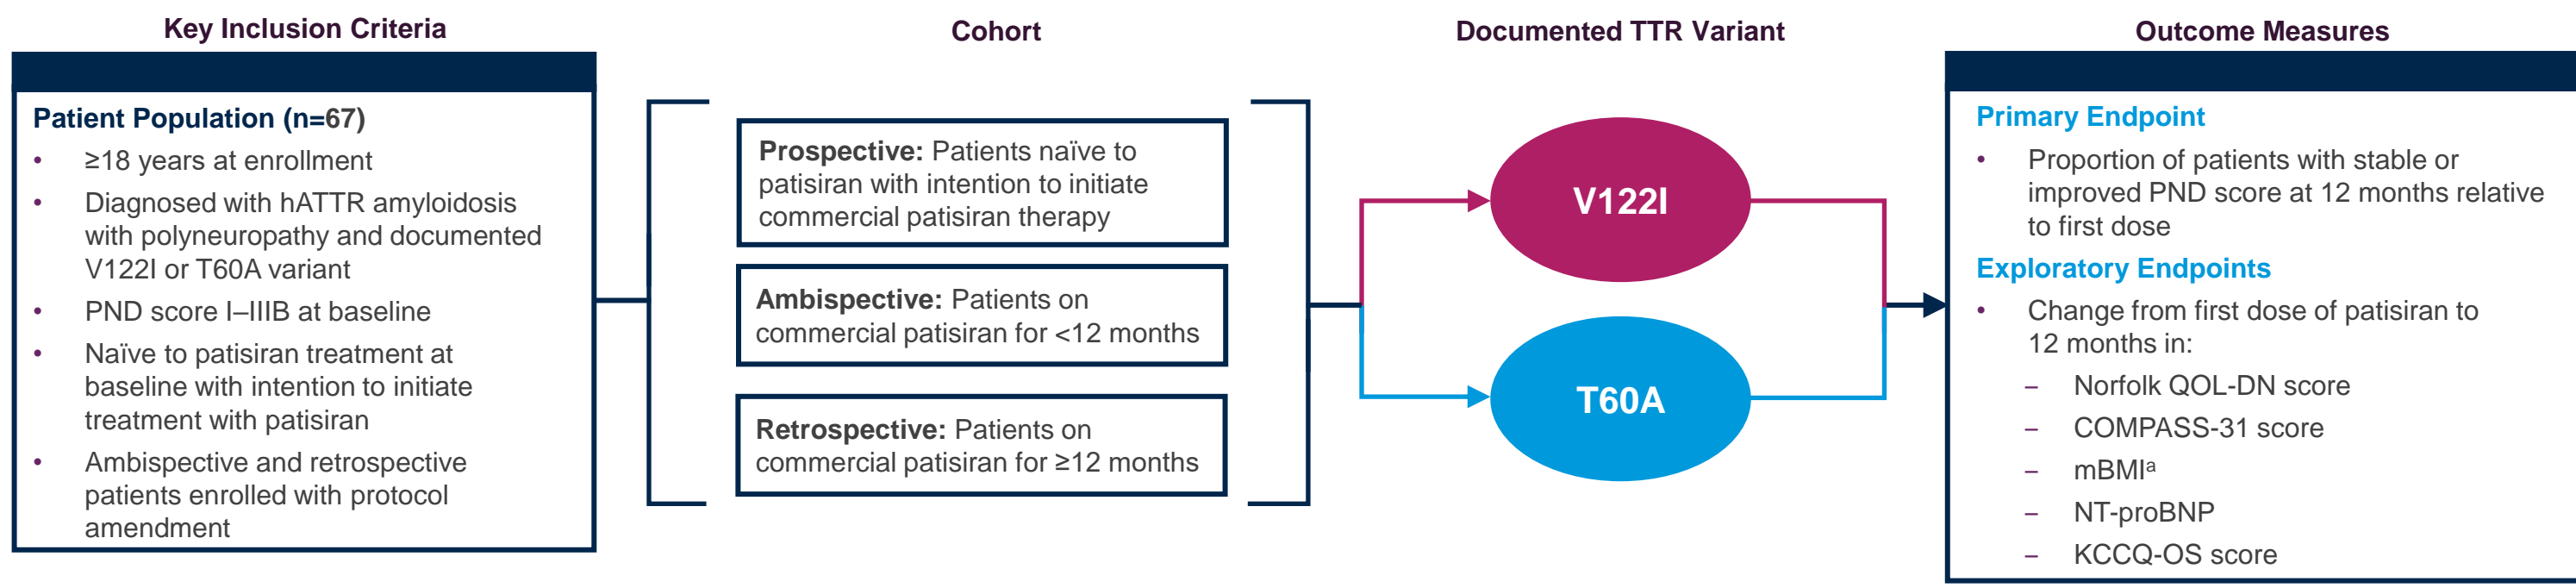 Key Inclusion Criteria
Patient Population (n=67)
• ≥18 years at enrollment
• Diagnosed with hATTR amyloidosis
with polyneuropathy and documented
V122I or T60A variant
• PND score I–IIIB at baseline
• Naïve to patisiran treatment at
baseline with intention to initiate
treatment with patisiran
• Ambispective and retrospective
patients enrolled with protocol
amendment
Cohort
Prospective: Patients naïve to
patisiran with intention to initiate
commercial patisiran therapy
Ambispective: Patients on
commercial patisiran for <12 months
Retrospective: Patients on
commercial patisiran for ≥12 months
Documented TTR Variant
V122I
T60A
Outcome Measures
Primary Endpoint
• Proportion of patients with stable or
improved PND score at 12 months relative
to first dose
Exploratory Endpoints
• Change from first dose of patisiran to
12 months in:
– Norfolk QOL-DN score
– COMPASS-31 score
– mBMIᵃ
– NT-proBNP
– KCCQ-OS score